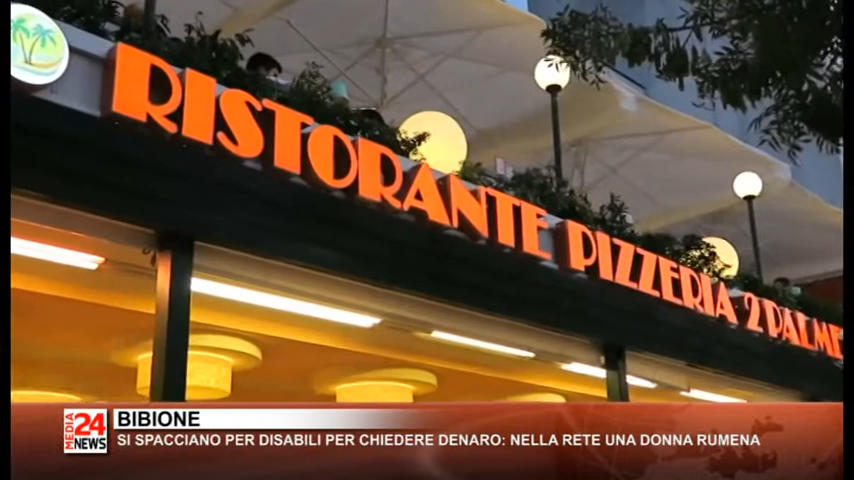 RISTORANTE PIZZERIA 2 PALME
MEDIA 24 NEWS
BIBIONE
SI SPACCIANO PER DISABILI PER CHIEDERE DENARO: NELLA RETE UNA DONNA RUMENA